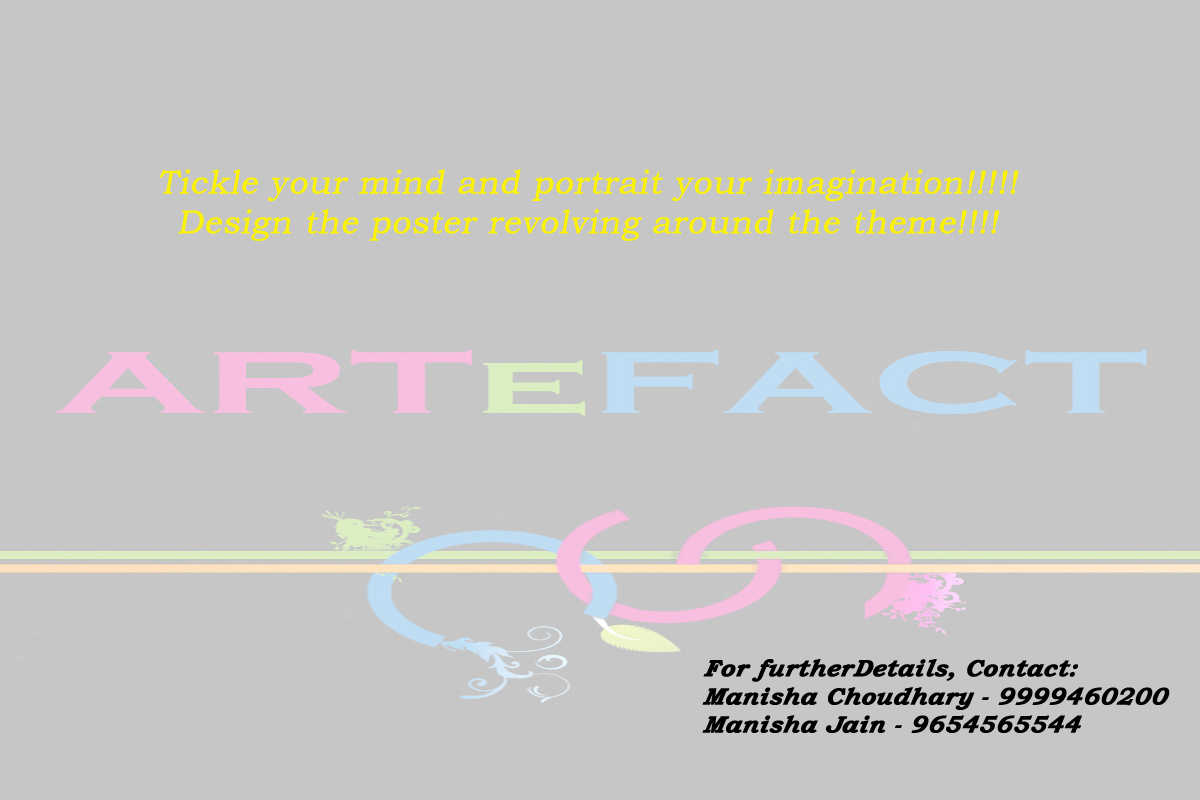 Tickle your mind and portrait your imagination!!!!!
Design the poster revolving around the theme!!!!
ARTEFACT
For furtherDetails, Contact:
Manisha Choudhary - 9999460200
Manisha Jain - 9654565544